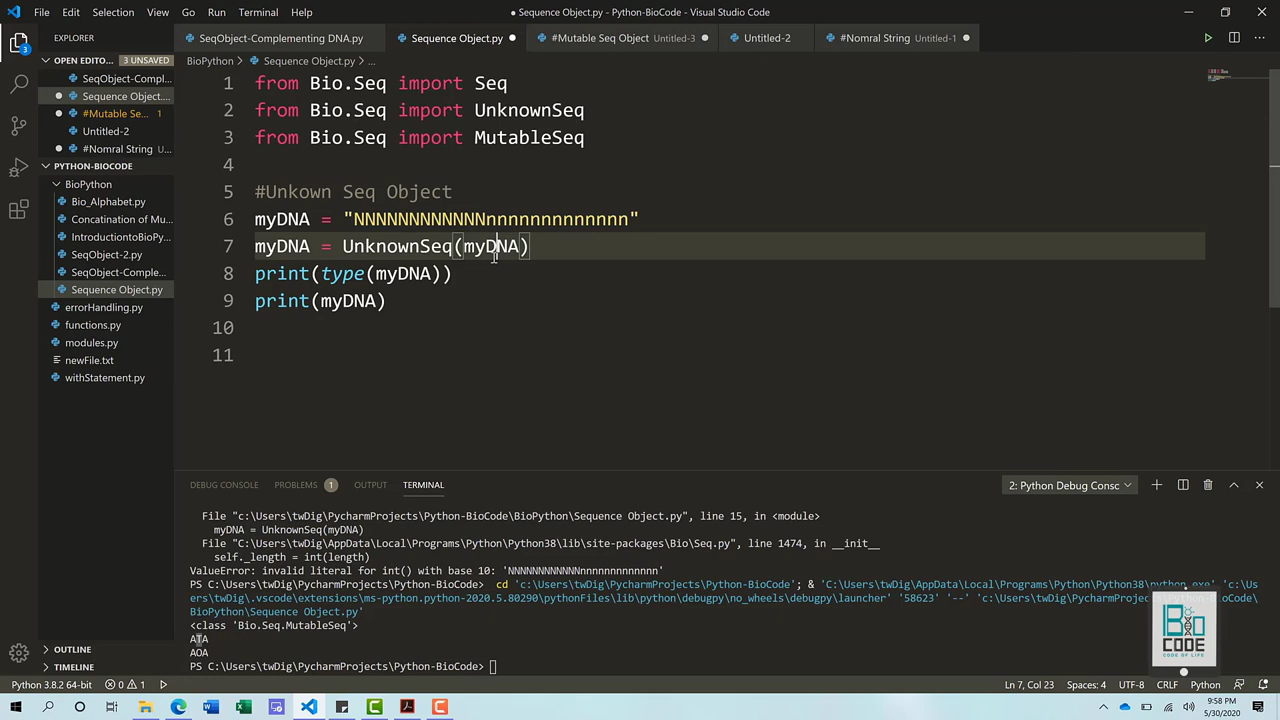 File Edit Selection View Go Run Terminal Help
● Sequence Object.py - Python-BioCode - Visual Studio Code
EXPLORER
SeqObject-Complementing DNA.py
Sequence Object.py
#Mutable Seq Object Untitled-3
Untitled-2
#Nomral String Untitled-1
OPEN EDITO... 3 UNSAVED
SeqObject-Compl...
Sequence Object....
#Mutable Se... 1
Untitled-2
#Nomral String U...
PYTHON-BIOCODE
BioPython
Bio_Alphabet.py
Concatination of Mu...
IntroductiontoBioPy...
SeqObject-2.py
SeqObject-Comple...
Sequence Object.py
errorHandling.py
functions.py
modules.py
newFile.txt
withStatement.py
OUTLINE
TIMELINE
3
BioPython > Sequence Object.py > ...
1 from Bio.Seq import Seq
2 from Bio.Seq import UnknownSeq
3 from Bio.Seq import MutableSeq
4
5 #Unkown Seq Object
6 myDNA = "NNNNNNNNNNNNnnnnnnnnnnnnn"
7 myDNA = UnknownSeq(myDNA)
8 print(type(myDNA))
9 print(myDNA)
10
11
DEBUG CONSOLE PROBLEMS 1 OUTPUT TERMINAL
2: Python Debug Consc
File "c:\Users\twDig\PycharmProjects\Python-BioCode\BioPython\Sequence Object.py", line 15, in <module>
myDNA = UnknownSeq(myDNA)
File "C:\Users\twDig\AppData\Local\Programs\Python\Python38\lib\site-packages\Bio\Seq.py", line 1474, in __init__
self._length = int(length)
ValueError: invalid literal for int() with base 10: 'NNNNNNNNNNNNnnnnnnnnnnnnn'
PS C:\Users\twDig\PycharmProjects\Python-BioCode> cd 'c:\Users\twDig\PycharmProjects\Python-BioCode'; & 'C:\Users\twDig\AppData\Local\Programs\Python\Python38\python.exe' 'c:\Us
ers\twDig\.vscode\extensions\ms-python.python-2020.5.80290\pythonFiles\lib\python\debugpy\no_wheels\debugpy\launcher' '58623' '--' 'c:\Users\twDig\PycharmProjects\Python-BioCode\
BioPython\Sequence Object.py'
<class 'Bio.Seq.MutableSeq'>
ATA
AOA
PS C:\Users\twDig\PycharmProjects\Python-BioCode>
BIO
CODE
CODE OF LIFE
Python 3.8.2 64-bit 0 1
Ln 7, Col 23 Spaces: 4 UTF-8 CRLF Python
9:58 PM
5/30/2020